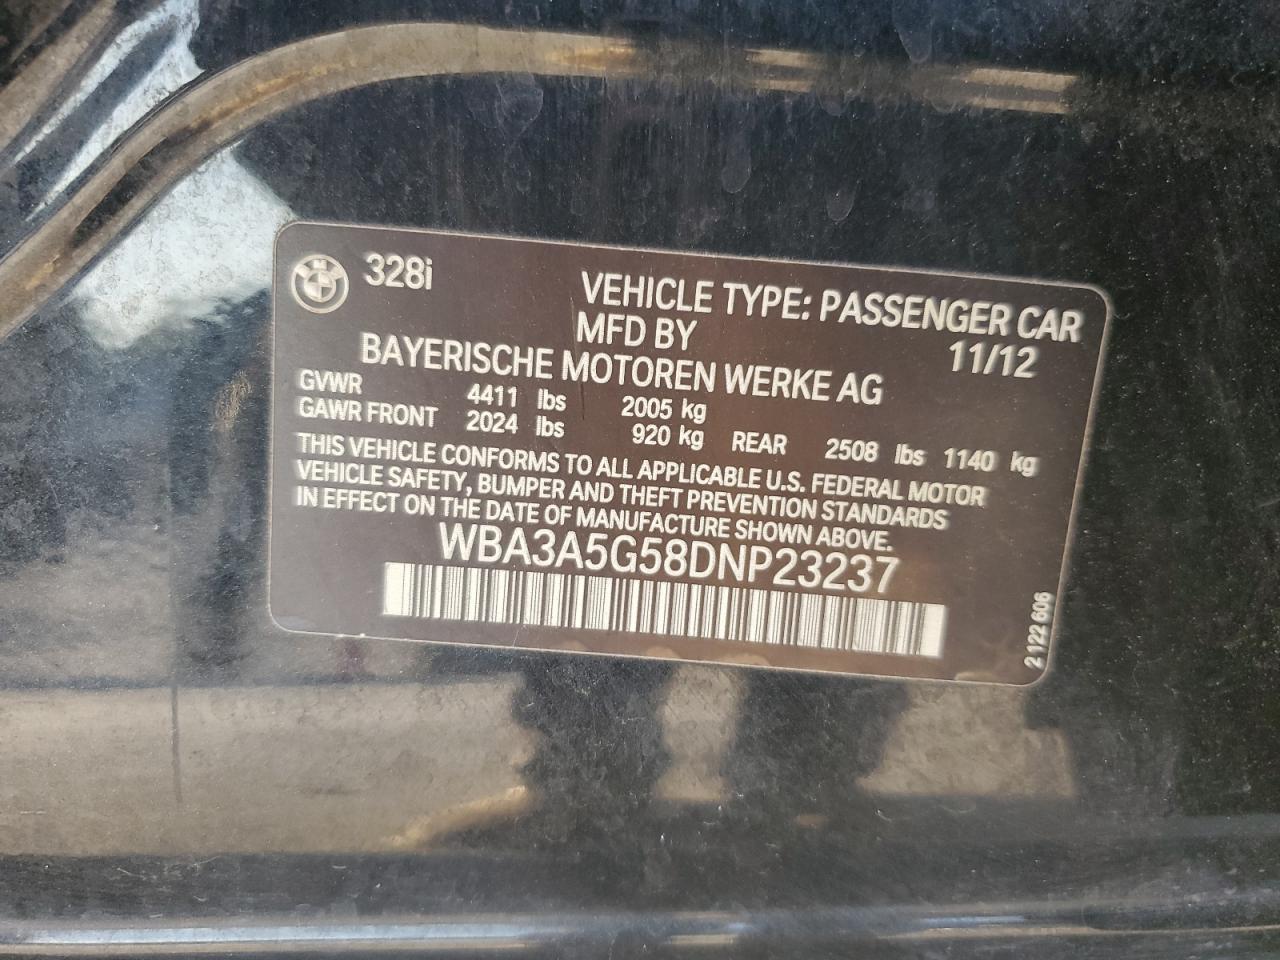 328i
VEHICLE TYPE: PASSENGER CAR
MFD BY 11/12
BAYERISCHE MOTOREN WERKE AG
GVWR 4411 lbs 2005 kg
GAWR FRONT 2024 lbs 920 kg REAR 2508 lbs 1140 kg
THIS VEHICLE CONFORMS TO ALL APPLICABLE U.S. FEDERAL MOTOR
VEHICLE SAFETY, BUMPER AND THEFT PREVENTION STANDARDS
IN EFFECT ON THE DATE OF MANUFACTURE SHOWN ABOVE.
WBA3A5G58DNP23237
2 122 606